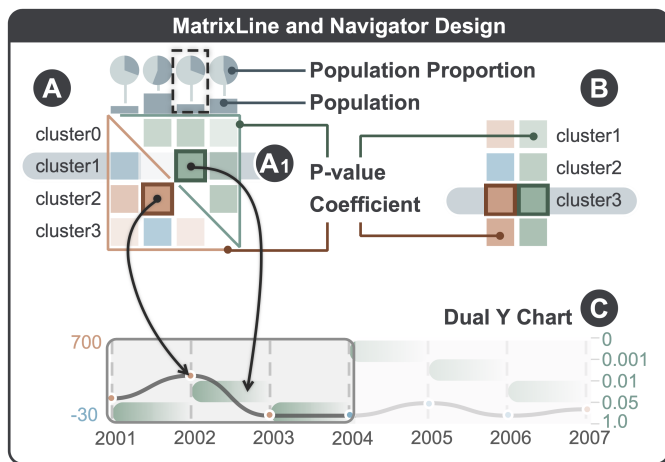 MatrixLine and Navigator Design
A
B
Population Proportion
Population
cluster0
cluster1
cluster2
cluster3
A1
P-value
Coefficient
cluster1
cluster2
cluster3
Dual Y Chart
C
700
-30
0
0.001
0.01
0.05
1.0
2001 2002 2003 2004 2005 2006 2007